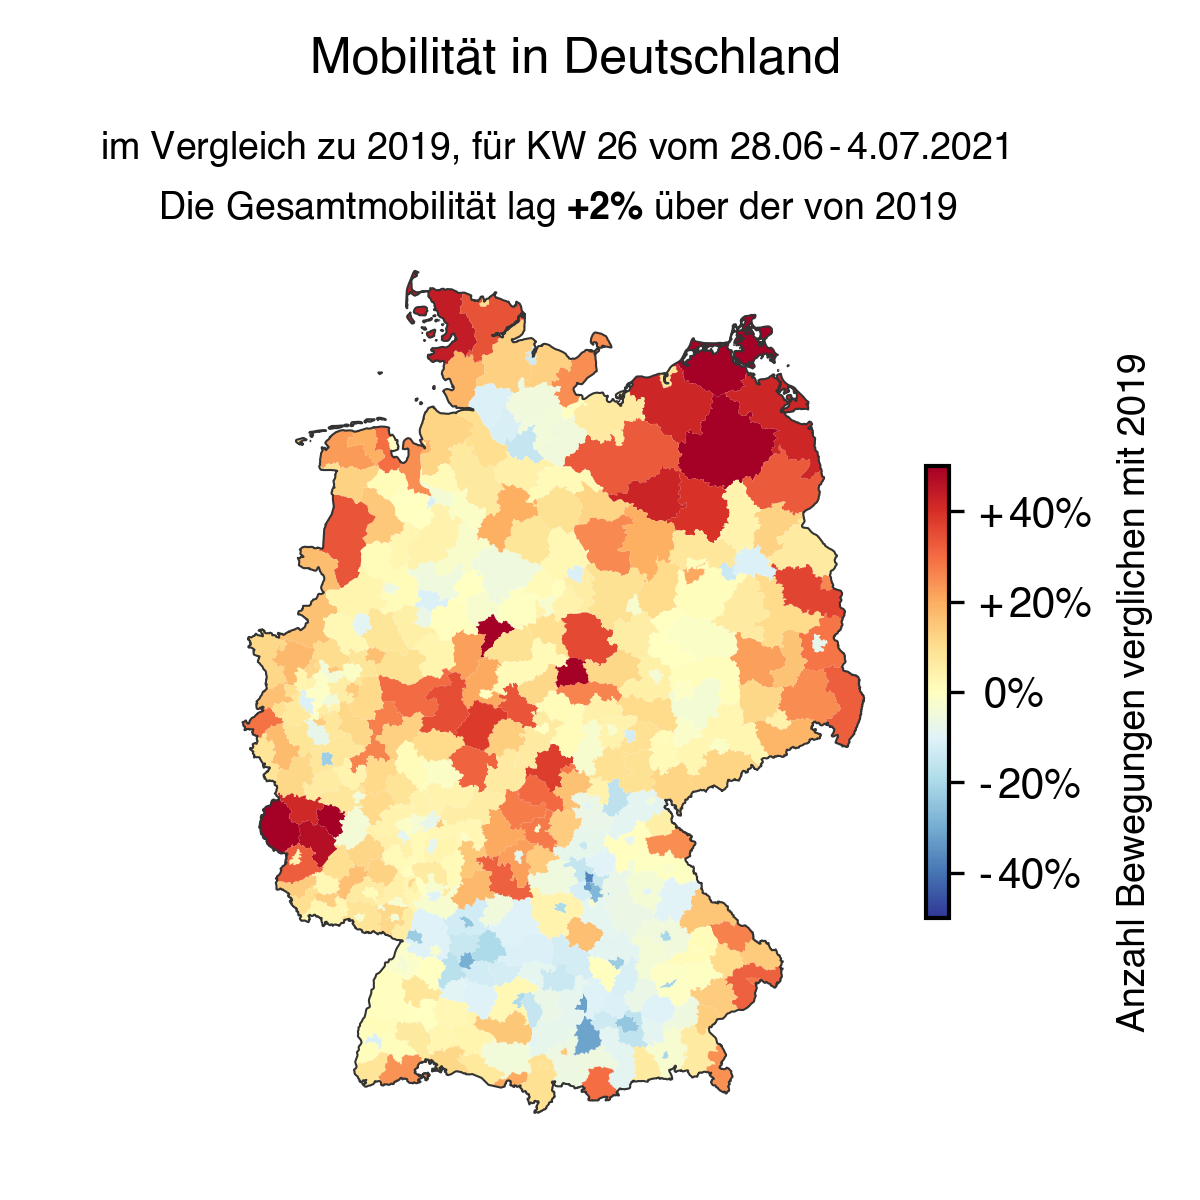 Mobilität in Deutschland
im Vergleich zu 2019, für KW 26 vom 28.06 - 4.07.2021
Die Gesamtmobilität lag +2% über der von 2019
+40%
+20%
0%
-20%
-40%
Anzahl Bewegungen verglichen mit 2019